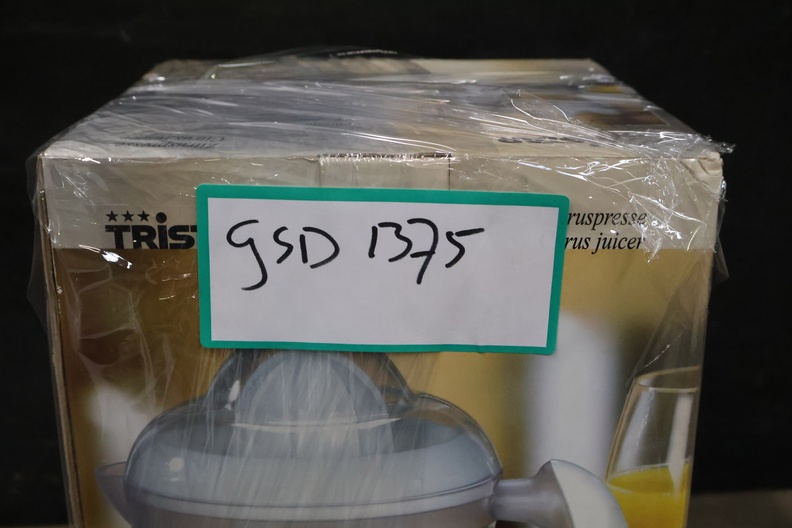 TRIST
GSD 1375
ruspresse
rus juicer